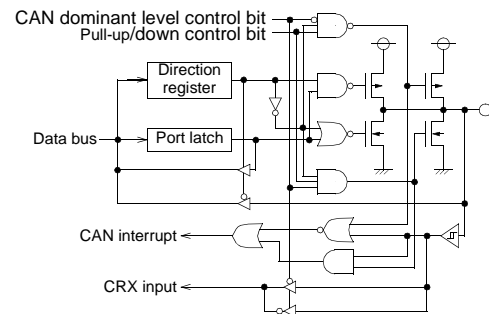 CAN dominant level control bit
Pull-up/down control bit
Direction
register
Data bus
Port latch
CAN interrupt
CRX input